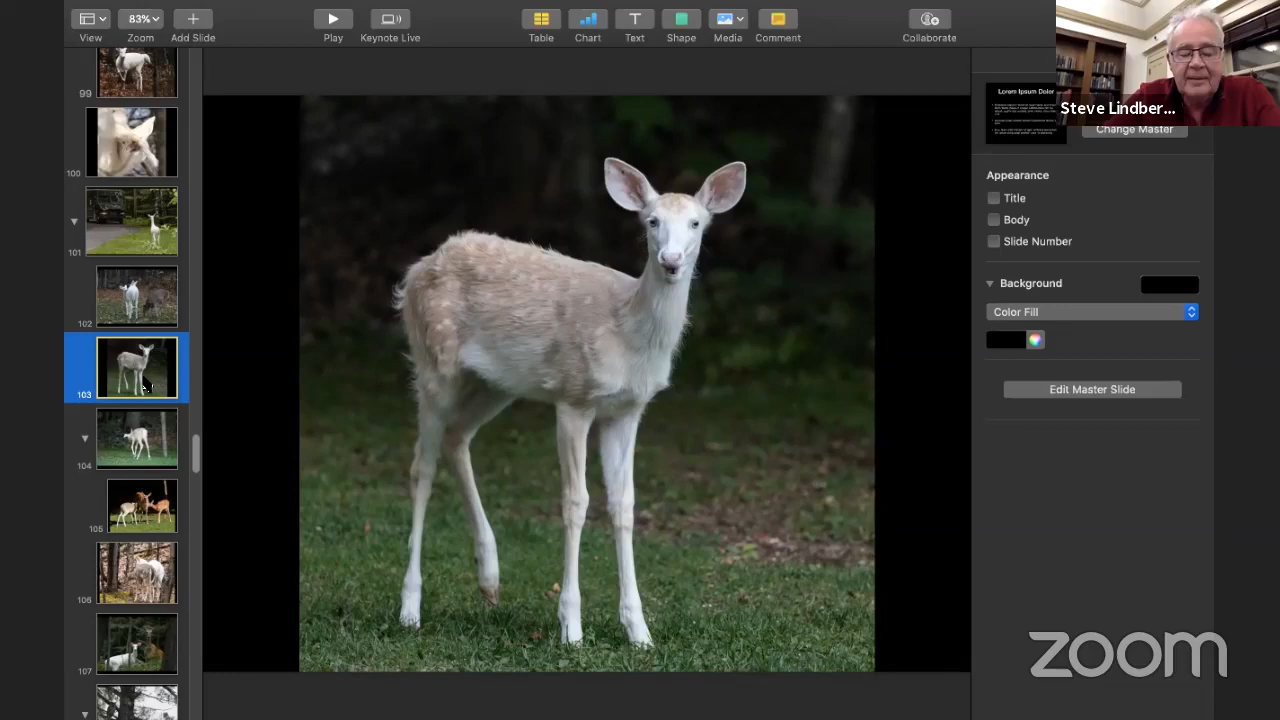 View
83%
Zoom
Add Slide
Play
Keynote Live
Table
Chart
Text
Shape
Media
Comment
Collaborate
99
100
101
102
103
104
105
106
107
Lorem Ipsum Dolor
Steve Lindber...
Change Master
Appearance
Title
Body
Slide Number
Background
Color Fill
Edit Master Slide
zoom